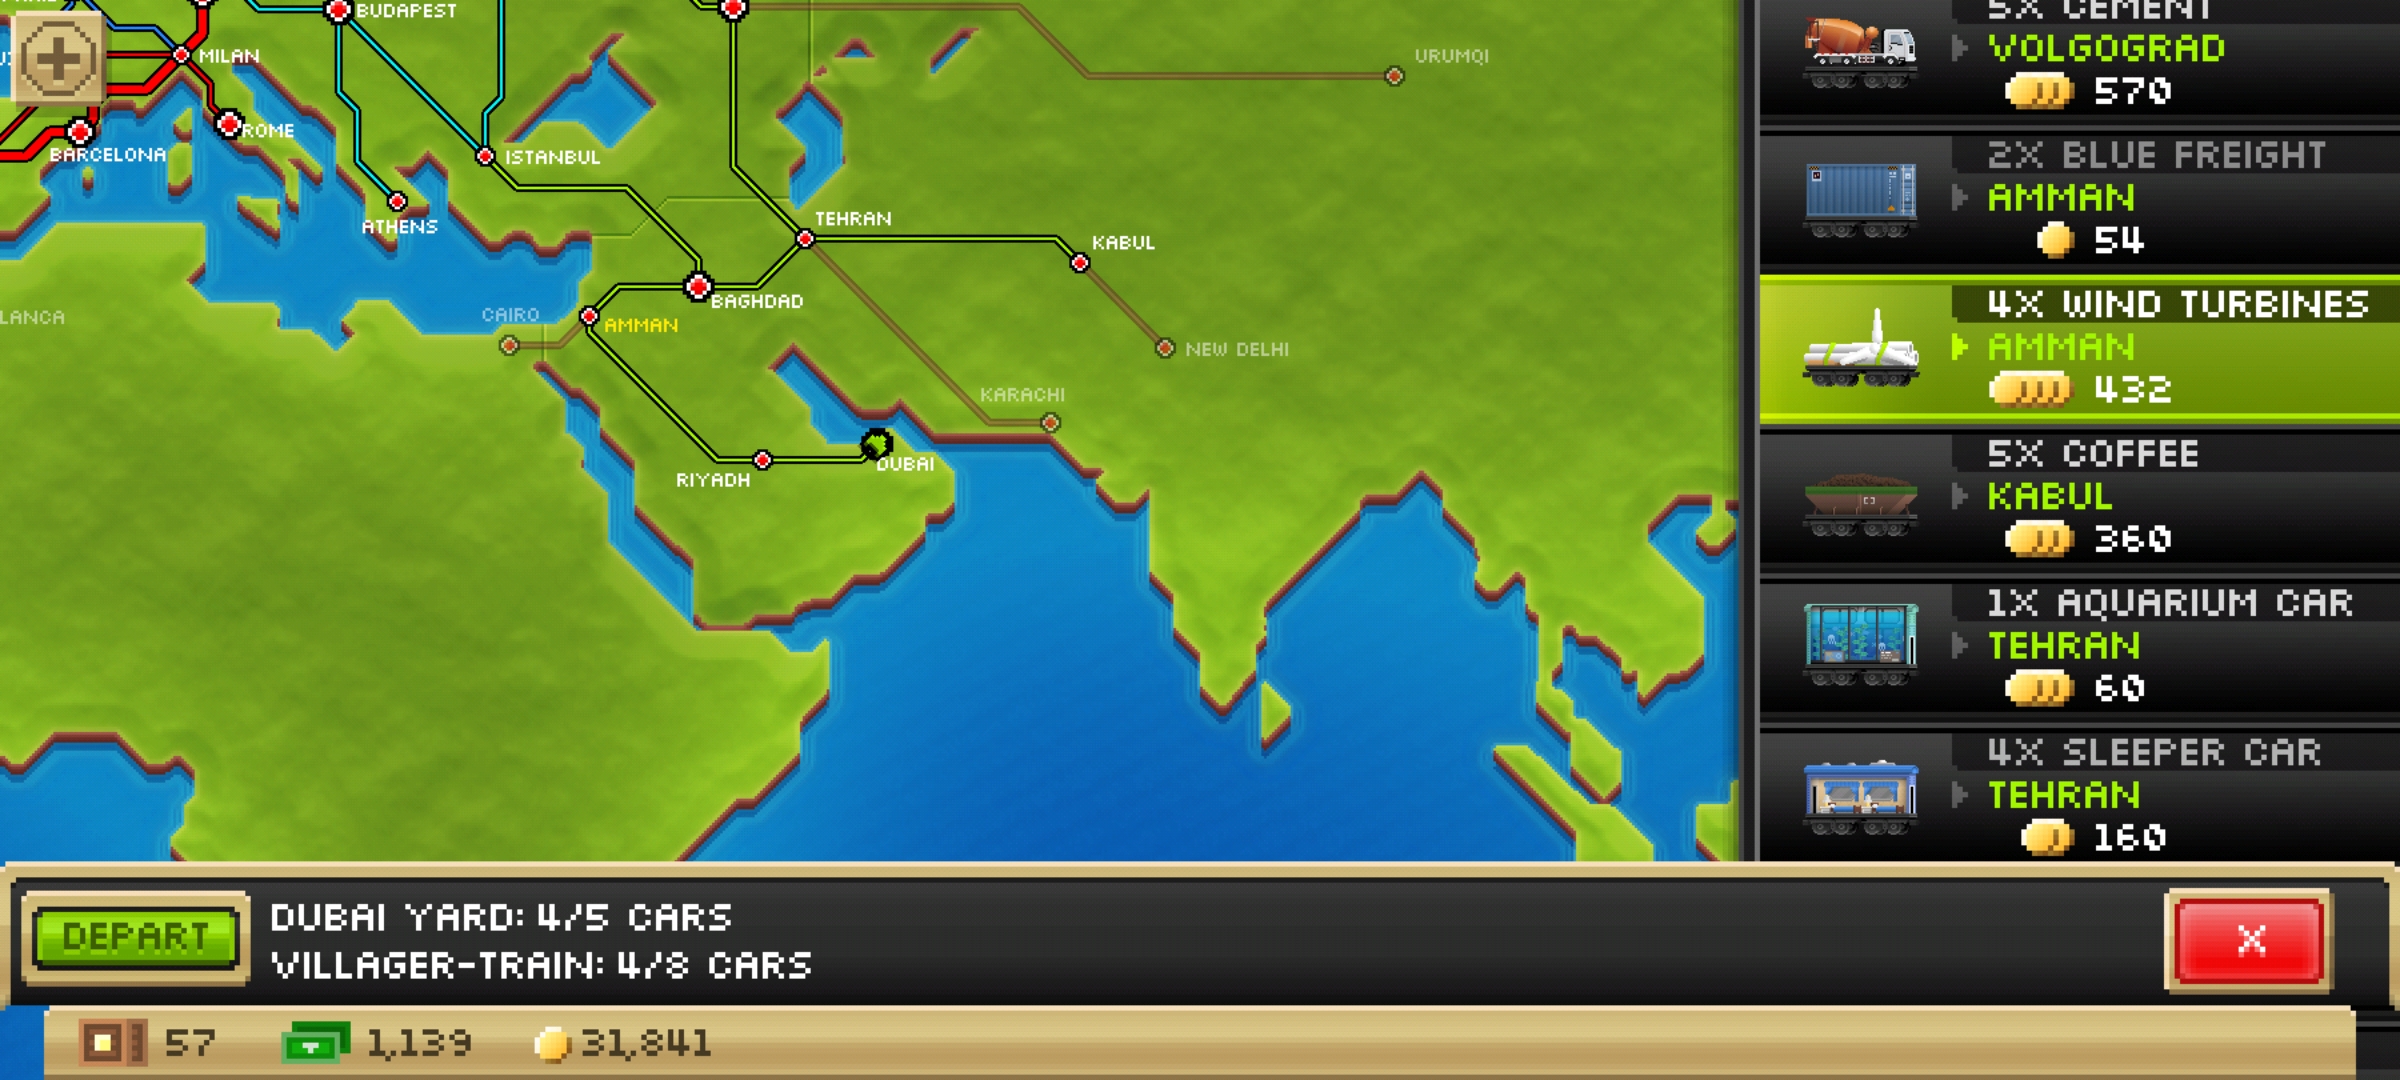 BUDAPEST
MILAN
ROME
BARCELONA
ISTANBUL
ATHENS
TEHRAN
KABUL
BAGHDAD
CAIRO
AMMAN
LANCA
NEW DELHI
KARACHI
RIYADH
DUBAI
URUMQI
5X CEMENT
VOLGOGRAD
570
2X BLUE FREIGHT
AMMAN
54
4X WIND TURBINES
AMMAN
432
5X COFFEE
KABUL
360
1X AQUARIUM CAR
TEHRAN
60
4X SLEEPER CAR
TEHRAN
160
DEPART
DUBAI YARD: 4/5 CARS
VILLAGER-TRAIN: 4/8 CARS
X
57
1,139
31,841